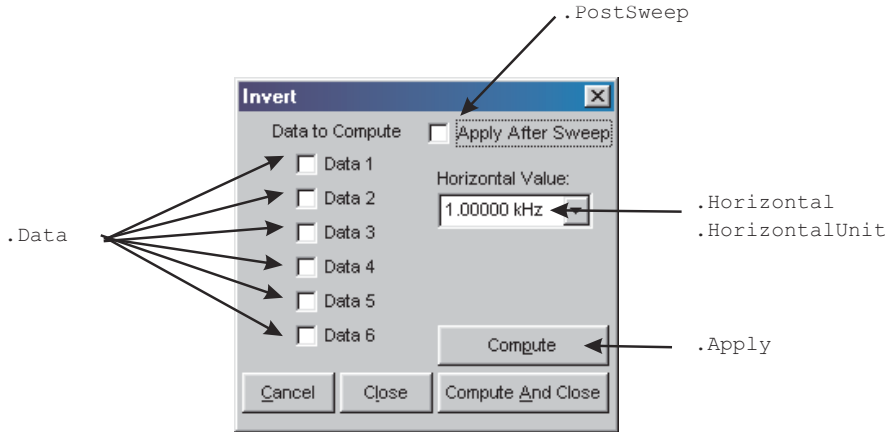 .PostSweep
Invert
Data to Compute
Apply After Sweep
Data 1
Horizontal Value:
Data 2
1.00000 kHz
.Horizontal
.HorizontalUnit
.Data
Data 3
Data 4
Data 5
Data 6
Compute
.Apply
Cancel
Close
Compute And Close